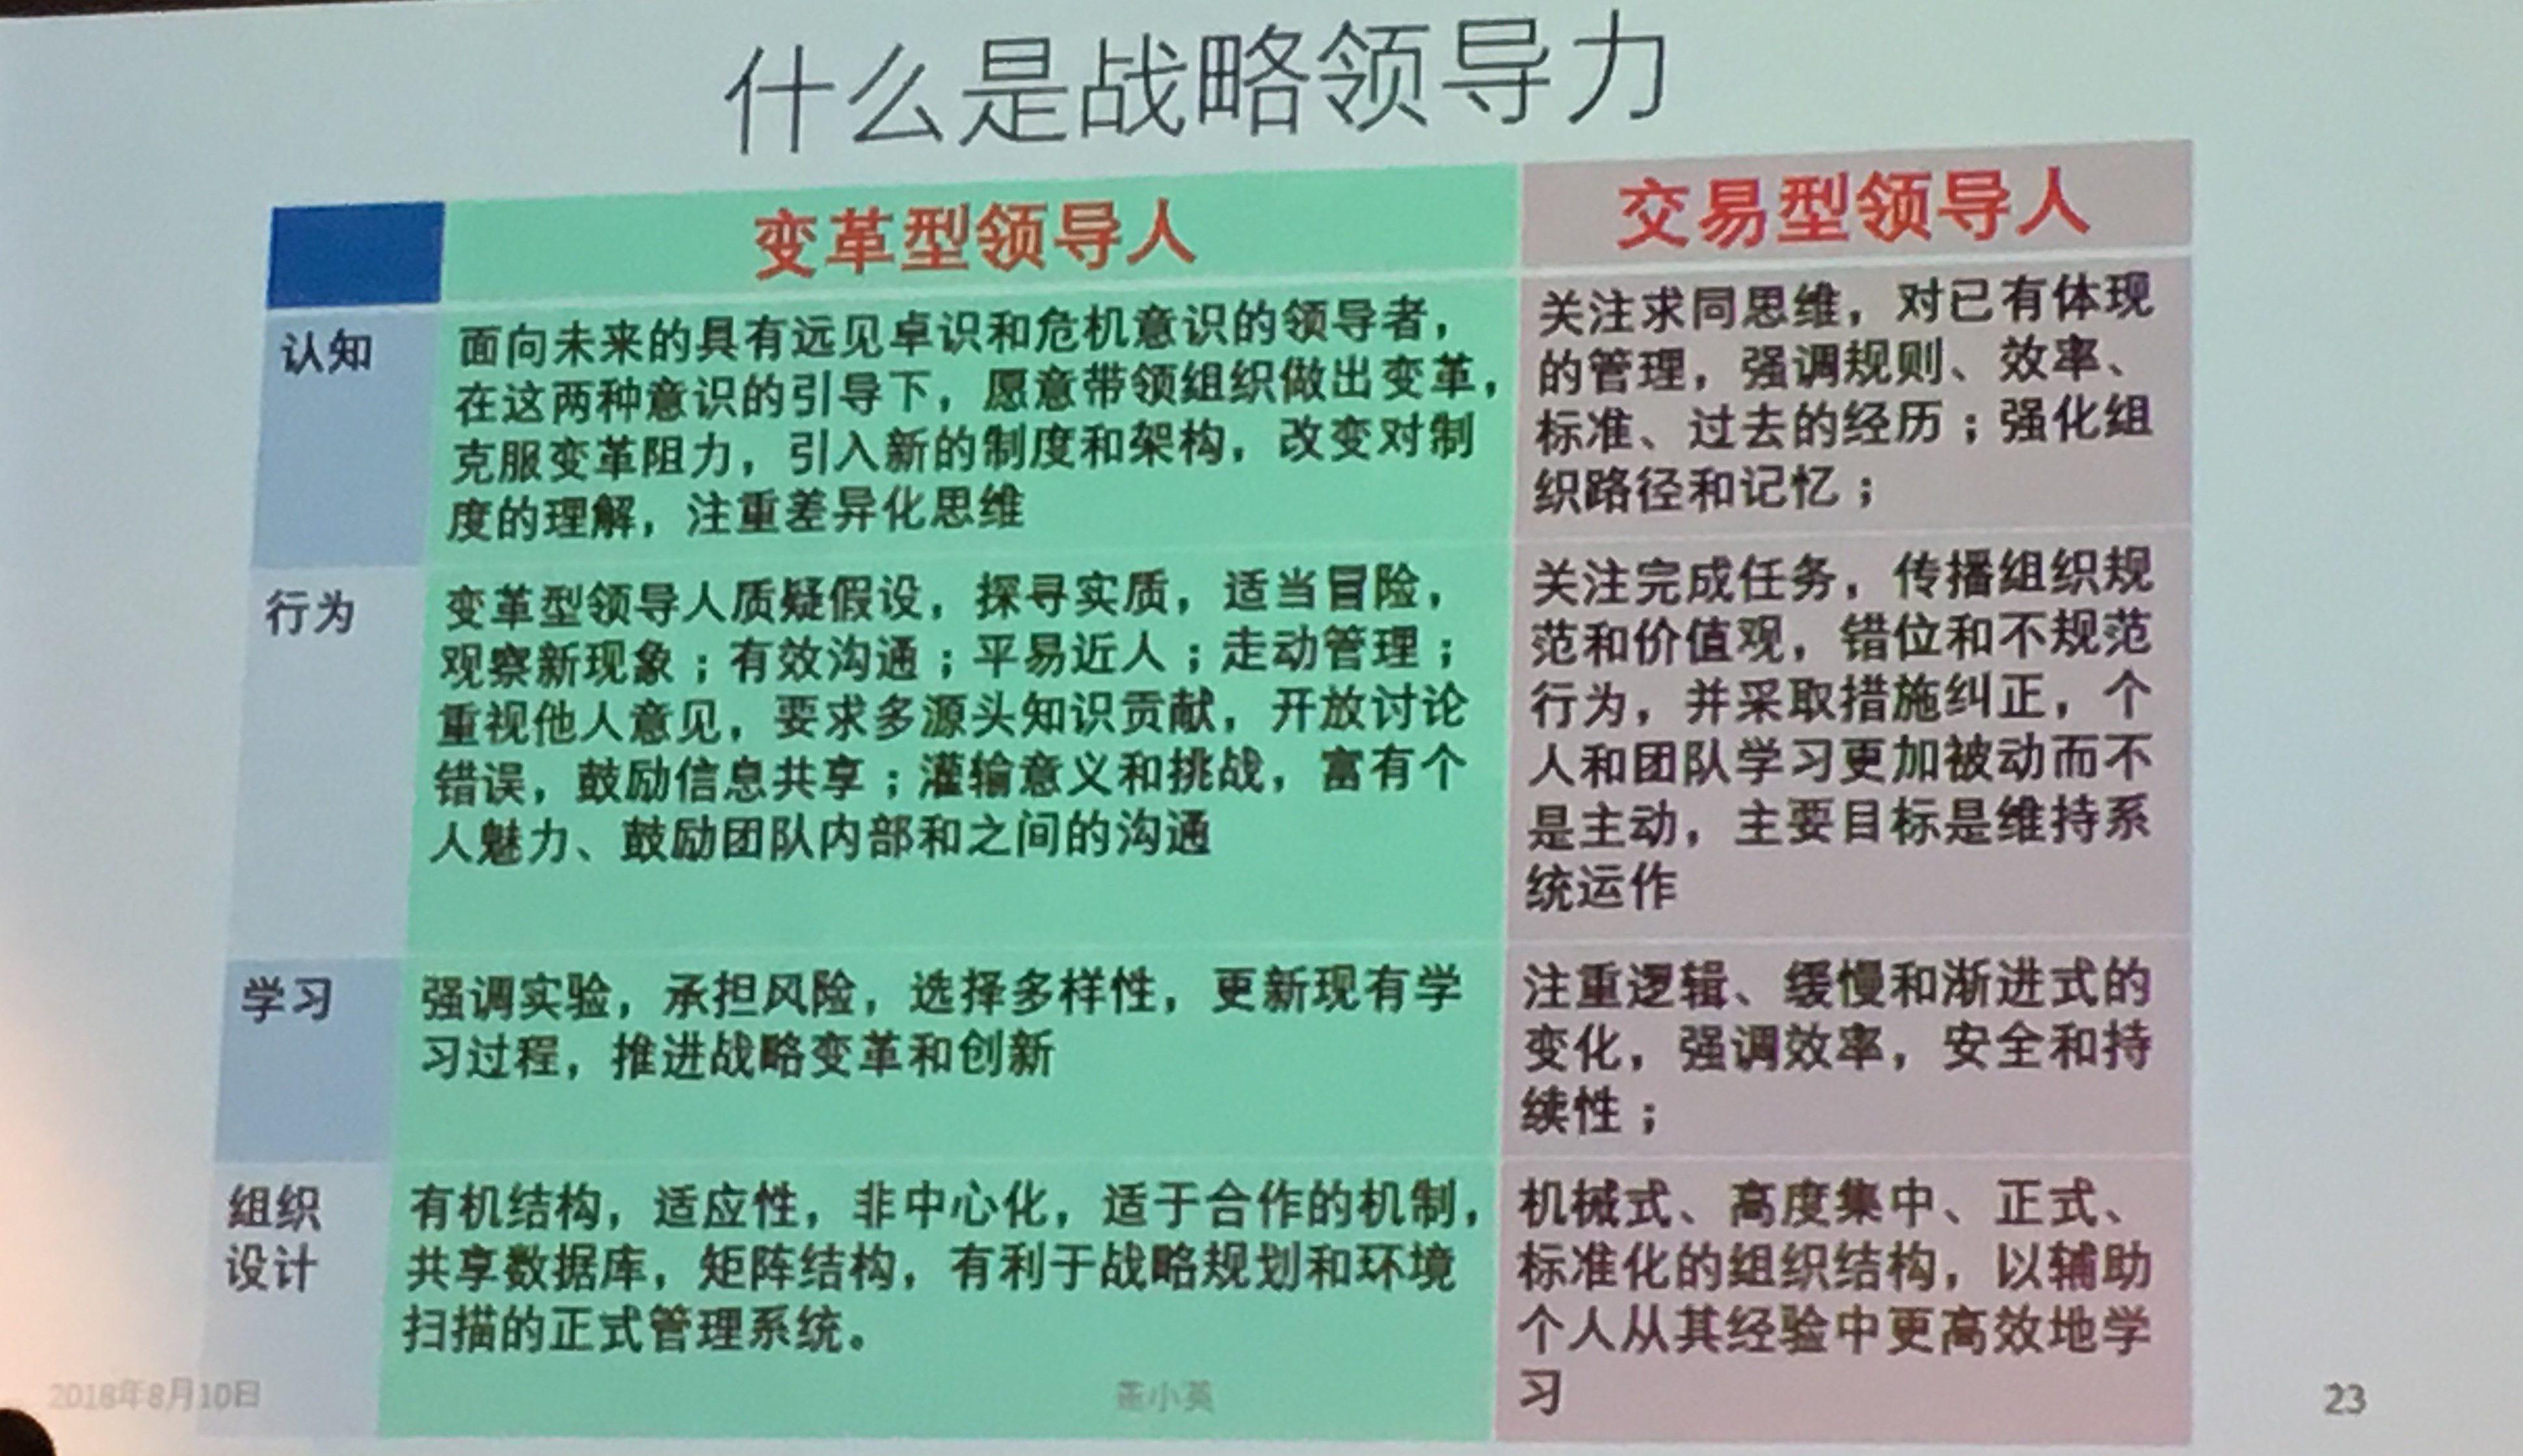 什么是战略领导力
变革型领导人
交易型领导人
认知
面向未来的具有远见卓识和危机意识的领导者，
在这两种意识的引导下，愿意带领组织做出变革，
克服变革阻力，引入新的制度和架构，改变对制
度的理解，注重差异化思维
关注求同思维，对已有体现
的管理，强调规则、效率、
标准、过去的经历；强化组
织路径和记忆；
行为
变革型领导人质疑假设，探寻实质，适当冒险，
观察新现象；有效沟通；平易近人；走动管理；
重视他人意见，要求多源头知识贡献，开放讨论
错误，鼓励信息共享；灌输意义和挑战，富有个
人魅力、鼓励团队内部和之间的沟通
关注完成任务，传播组织规
范和价值观，错位和不规范
行为，并采取措施纠正，个
人和团队学习更加被动而不
是主动，主要目标是维持系
统运作
学习
强调实验，承担风险，选择多样性，更新现有学
习过程，推进战略变革和创新
注重逻辑、缓慢和渐进式的
变化，强调效率，安全和持
续性；
组织
设计
有机结构，适应性，非中心化，适于合作的机制，
共享数据库，矩阵结构，有利于战略规划和环境
扫描的正式管理系统。
机械式、高度集中、正式、
标准化的组织结构，以辅助
个人从其经验中更高效地学
习
2018年8月10日
董小英
23